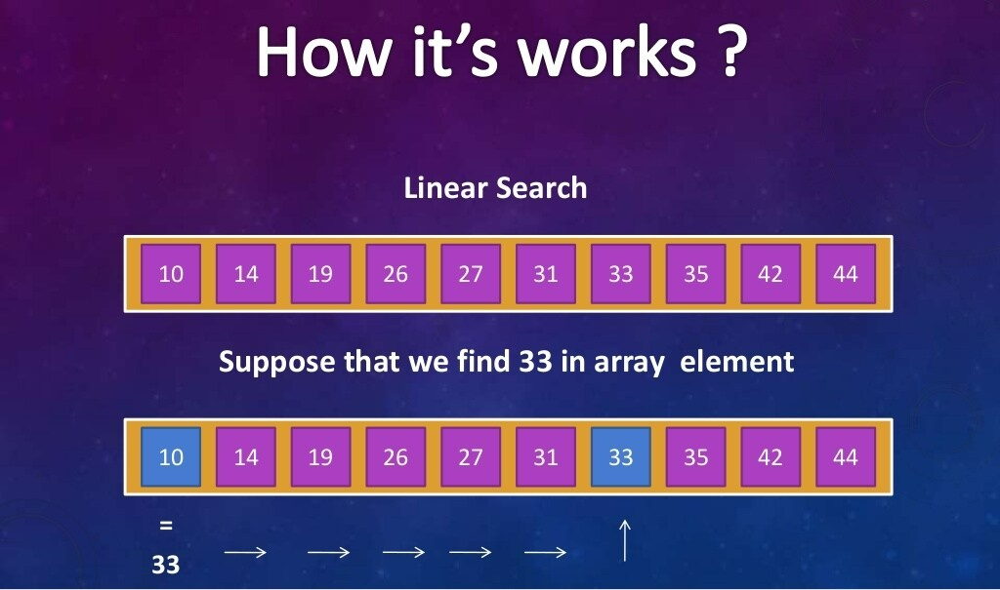 How it's works ?
Linear Search
10 14 19 26 27 31 33 35 42 44
Suppose that we find 33 in array element
10 14 19 26 27 31 33 35 42 44
=
33